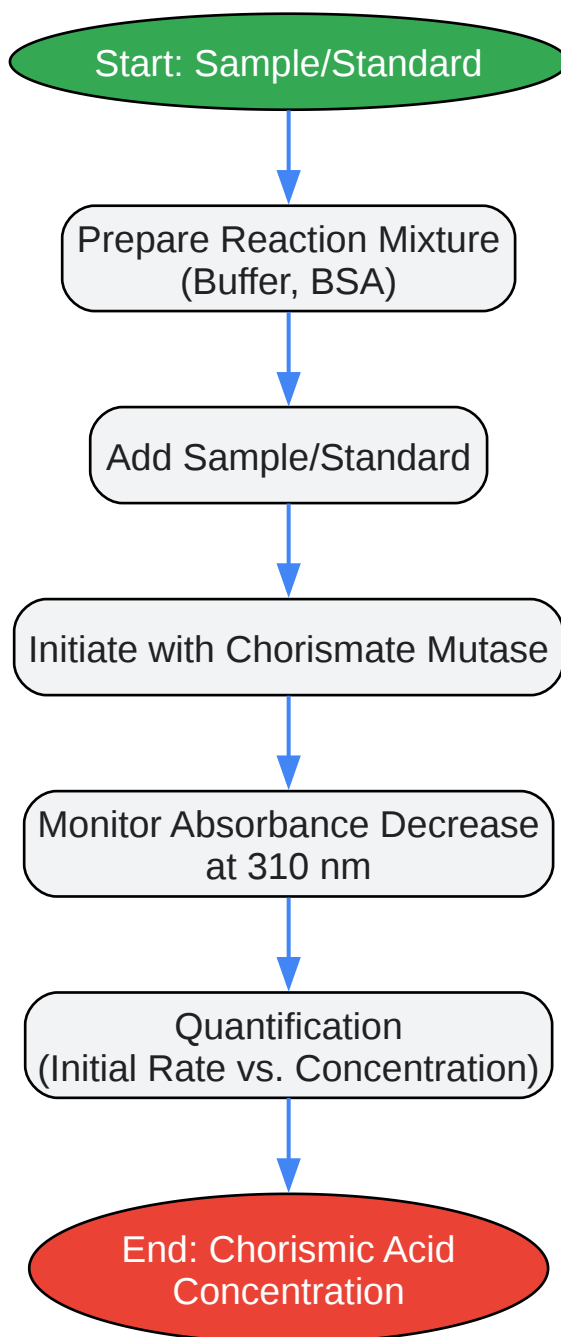 Start: Sample/Standard
Prepare Reaction Mixture
(Buffer, BSA)
Add Sample/Standard
Initiate with Chorismate Mutase
Monitor Absorbance Decrease
at 310 nm
Quantification
(Initial Rate vs. Concentration)
End: Chorismic Acid
Concentration